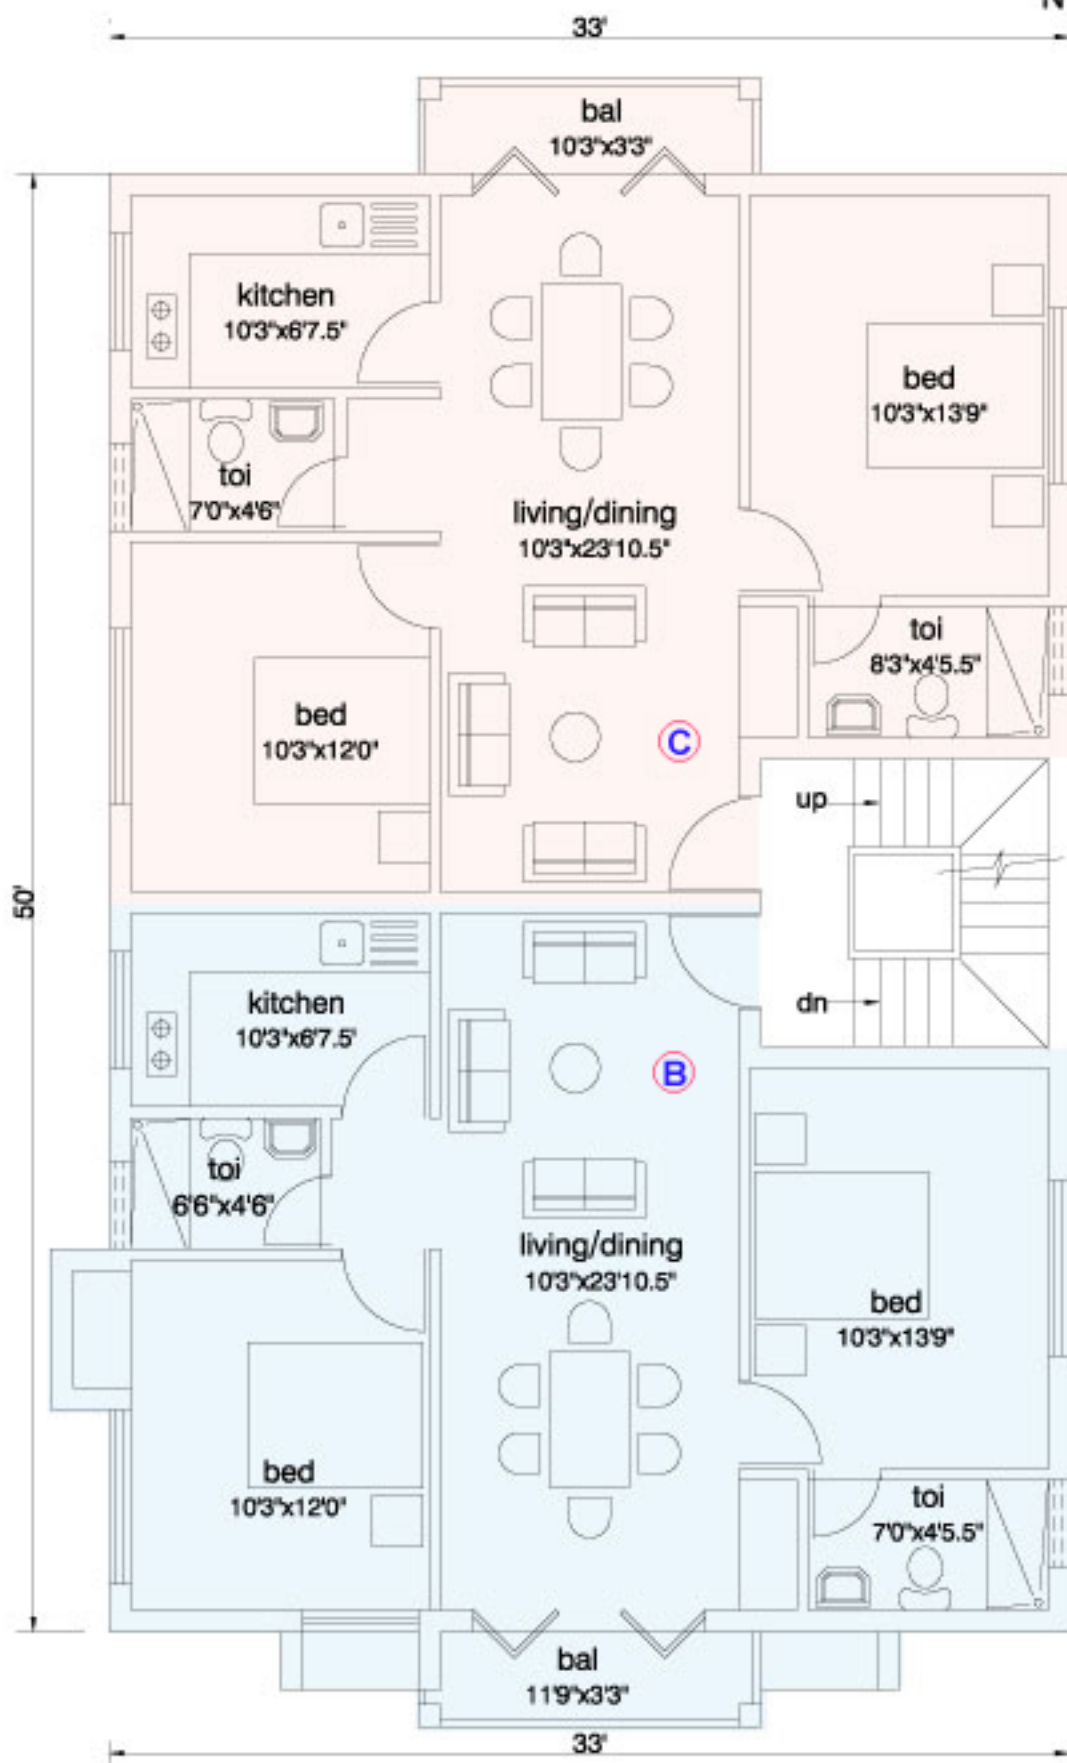 N
33'
bal
10'3"x3'3"
kitchen
10'3"x6'7.5"
bed
10'3"x13'9"
toi
7'0"x4'6"
living/dining
10'3"x23'10.5"
toi
8'3"x4'5.5"
bed
10'3"x12'0"
C
up
50'
kitchen
10'3"x6'7.5'
dn
B
toi
6'6"x4'6"
living/dining
10'3"x23'10.5"
bed
10'3"x13'9"
bed
10'3"x12'0"
toi
7'0"x4'5.5"
bal
11'9"x3'3"
33'